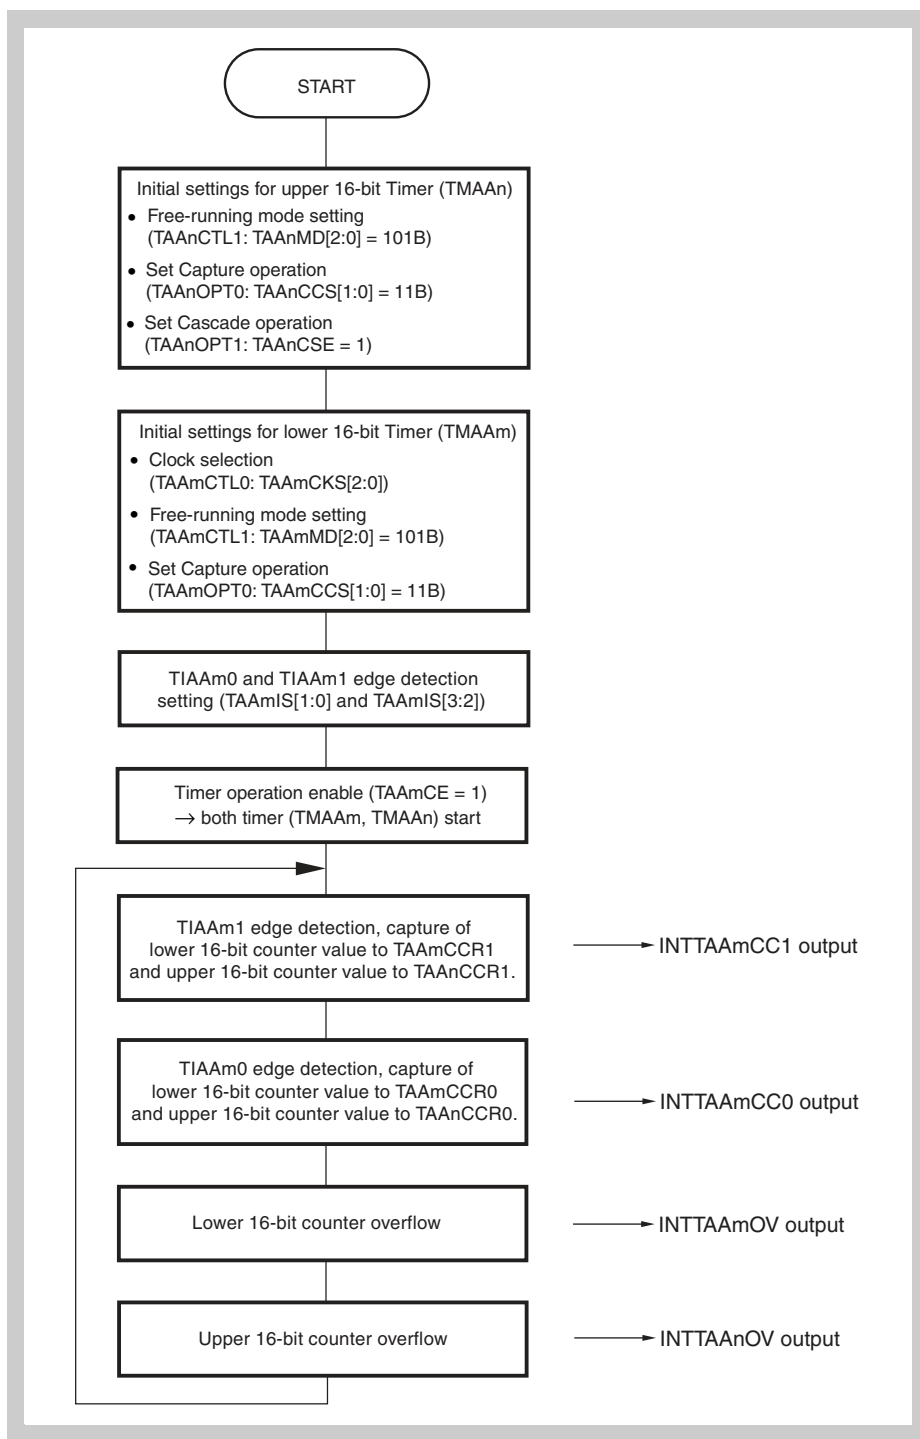 START
Initial settings for upper 16-bit Timer (TMAAn)
• Free-running mode setting
(TAAnCTL1: TAAnMD[2:0] = 101B)
• Set Capture operation
(TAAnOPT0: TAAnCCS[1:0] = 11B)
• Set Cascade operation
(TAAnOPT1: TAAnCSE = 1)
Initial settings for lower 16-bit Timer (TMAAm)
• Clock selection
(TAAmCTL0: TAAmCKS[2:0])
• Free-running mode setting
(TAAmCTL1: TAAmMD[2:0] = 101B)
• Set Capture operation
(TAAmOPT0: TAAmCCS[1:0] = 11B)
TIAAm0 and TIAAm1 edge detection
setting (TAAmIS[1:0] and TAAmIS[3:2])
Timer operation enable (TAAmCE = 1)
→ both timer (TMAAm, TMAAn) start
TIAAm1 edge detection, capture of
lower 16-bit counter value to TAAmCCR1
and upper 16-bit counter value to TAAnCCR1.
INTTAAmCC1 output
TIAAm0 edge detection, capture of
lower 16-bit counter value to TAAmCCR0
and upper 16-bit counter value to TAAnCCR0.
INTTAAmCC0 output
Lower 16-bit counter overflow
INTTAAmOV output
Upper 16-bit counter overflow
INTTAAnOV output